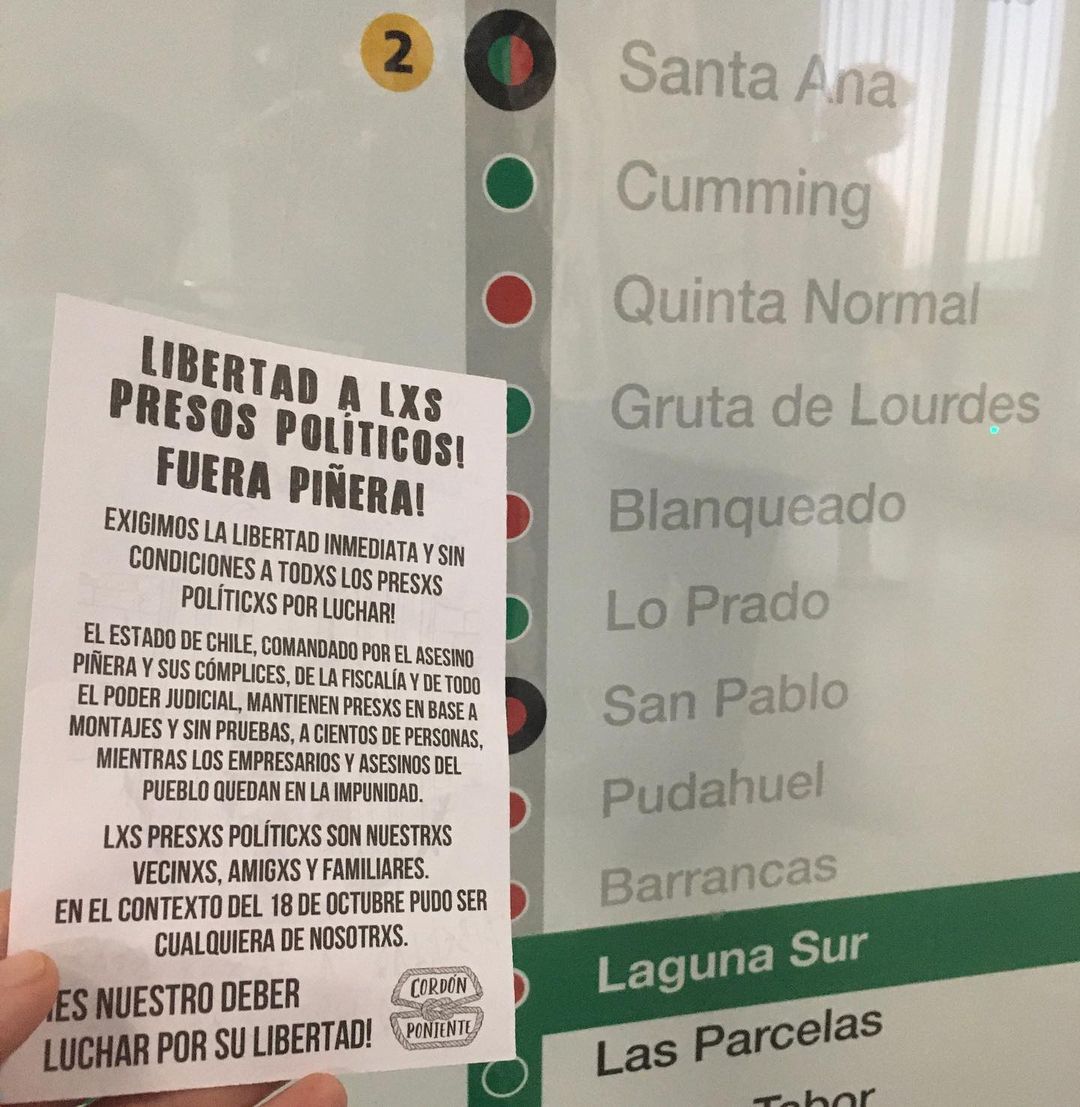 2
Santa Ana
Cumming
Quinta Normal
Gruta de Lourdes
Blanqueado
Lo Prado
San Pablo
Pudahuel
Barrancas
Laguna Sur
Las Parcelas
LIBERTAD A LXS
PRESOS POLÍTICOS!
FUERA PIÑERA!
EXIGIMOS LA LIBERTAD INMEDIATA Y SIN
CONDICIONES A TODXS LOS PRESXS
POLÍTICXS POR LUCHAR!
EL ESTADO DE CHILE, COMANDADO POR EL ASESINO
PIÑERA Y SUS CÓMPLICES, DE LA FISCALÍA Y DE TODO
EL PODER JUDICIAL, MANTIENEN PRESXS EN BASE A
MONTAJES Y SIN PRUEBAS, A CIENTOS DE PERSONAS,
MIENTRAS LOS EMPRESARIOS Y ASESINOS DEL
PUEBLO QUEDAN EN LA IMPUNIDAD.
LXS PRESXS POLÍTICXS SON NUESTRXS
VECINXS, AMIGXS Y FAMILIARES.
EN EL CONTEXTO DEL 18 DE OCTUBRE PUDO SER
CUALQUIERA DE NOSOTRXS.
¡ES NUESTRO DEBER
LUCHAR POR SU LIBERTAD!
CORDÓN
PONIENTE